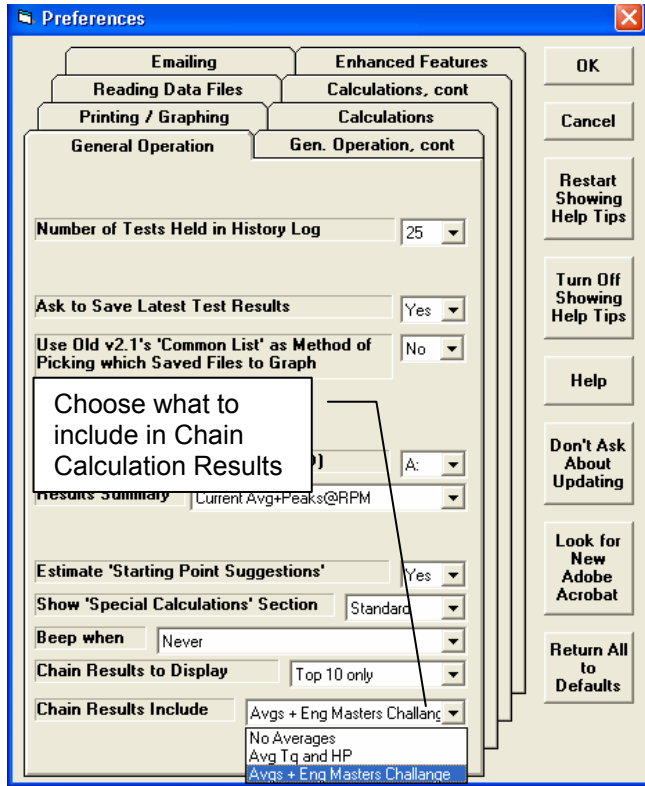 Preferences
Emailing
Enhanced Features
Reading Data Files
Calculations, cont
Printing / Graphing
Calculations
General Operation
Gen. Operation, cont
Number of Tests Held in History Log
25
Ask to Save Latest Test Results
Yes
Use Old v2.1's 'Common List' as Method of
Picking which Saved Files to Graph
No
Choose what to
include in Chain
Calculation Results
A:
Results Summary
Current Avg+Peaks@RPM
Estimate 'Starting Point Suggestions'
Yes
Show 'Special Calculations' Section
Standard
Beep when
Never
Chain Results to Display
Top 10 only
Chain Results Include
Avgs + Eng Masters Challang
No Averages
Avg Tq and HP
Avgs + Eng Masters Challange
OK
Cancel
Restart
Showing
Help Tips
Turn Off
Showing
Help Tips
Help
Don't Ask
About
Updating
Look for
New
Adobe
Acrobat
Return All
to
Defaults